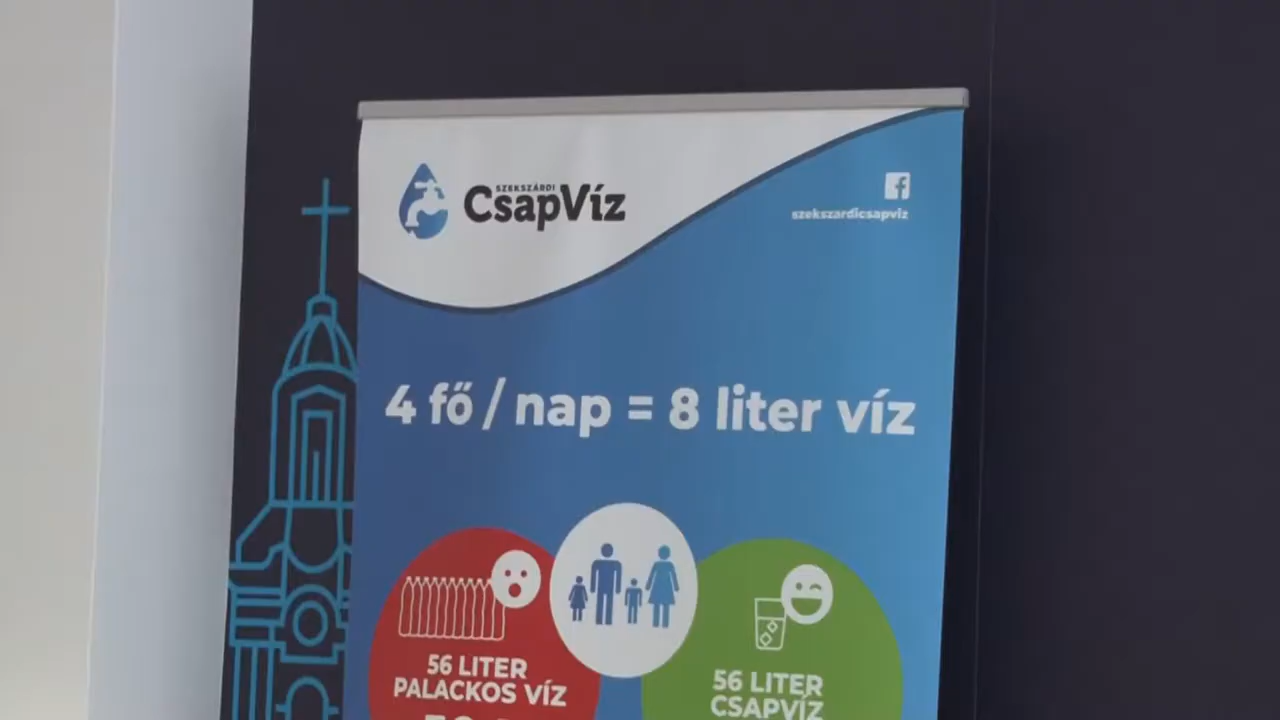 SZEKSZÁRDI
CsapVíz
szekszardicsapviz
4 fő / nap = 8 liter víz
56 LITER
PALACKOS VÍZ
56 LITER
CSAPVÍZ